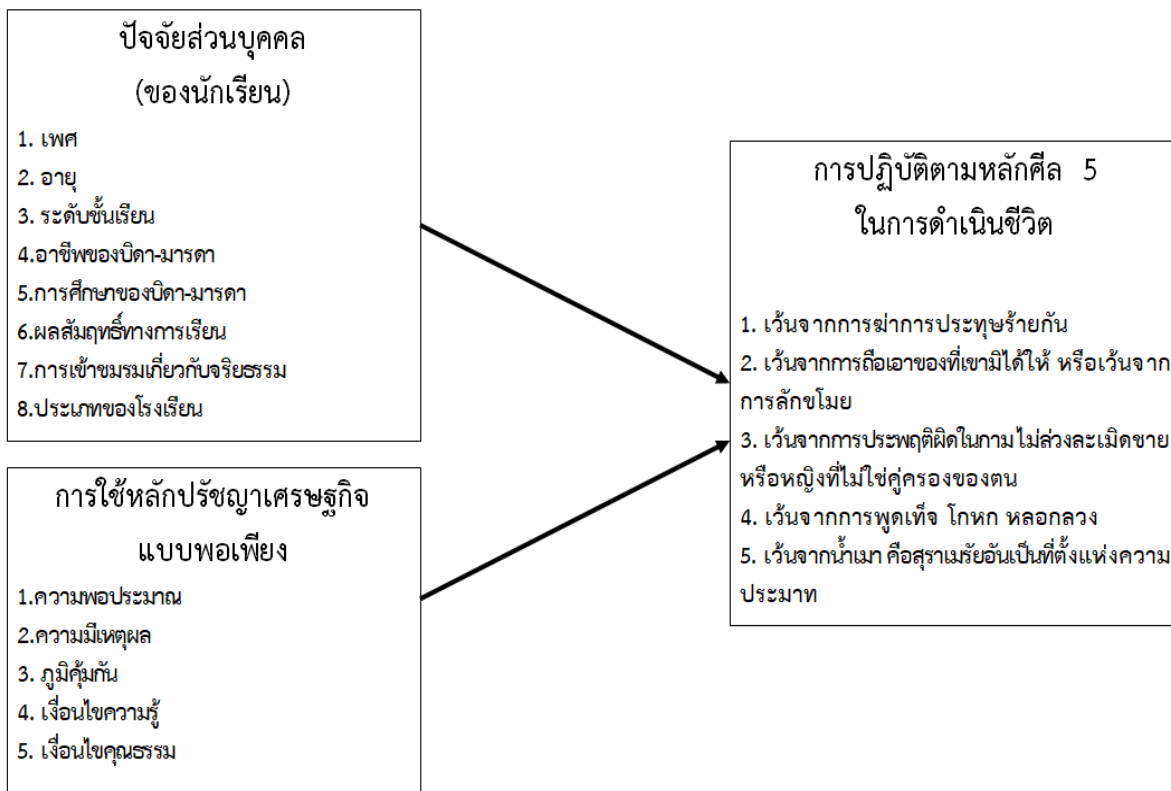 ปัจจัยส่วนบุคคล
(ของนักเรียน)
1. เพศ
2. อายุ
3. ระดับชั้นเรียน
4.อาชีพของบิดา-มารดา
5.การศึกษาของบิดา-มารดา
6.ผลสัมฤทธิ์ทางการเรียน
7.การเข้าชมรมเกี่ยวกับจริยธรรม
8.ประเภทของโรงเรียน
การใช้หลักปรัชญาเศรษฐกิจ
แบบพอเพียง
1.ความพอประมาณ
2.ความมีเหตุผล
3. ภูมิคุ้มกัน
4. เงื่อนไขความรู้
5. เงื่อนไขคุณธรรม
การปฏิบัติตามหลักศีล 5
ในการดำเนินชีวิต
1. เว้นจากการฆ่าการประทุษร้ายกัน
2. เว้นจากการถือเอาของที่เขามิได้ให้ หรือเว้นจาก
การลักขโมย
3. เว้นจากการประพฤติผิดในกาม ไม่ล่วงละเมิดชาย
หรือหญิงที่ไม่ใช่คู่ครองของตน
4. เว้นจากการพูดเท็จ โกหก หลอกลวง
5. เว้นจากน้ำเมา คือสุราเมรัยอันเป็นที่ตั้งแห่งความ
ประมาท